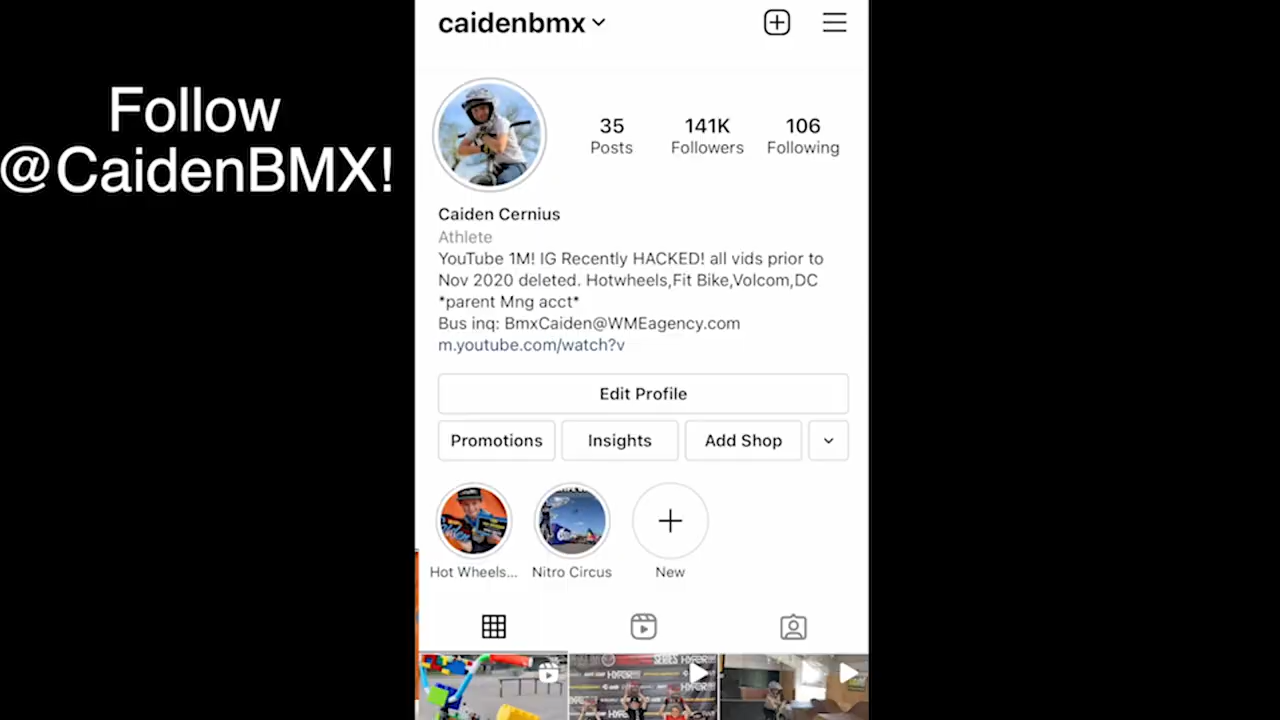 Follow
@CaidenBMX!
caidenbmx
35
Posts
141K
Followers
106
Following
Caiden Cernius
Athlete
YouTube 1M! IG Recently HACKED! all vids prior to
Nov 2020 deleted. Hotwheels,Fit Bike,Volcom,DC
*parent Mng acct*
Bus inq: BmxCaiden@WMEagency.com
m.youtube.com/watch?v
Edit Profile
Promotions
Insights
Add Shop
Hot Wheels...
Nitro Circus
New